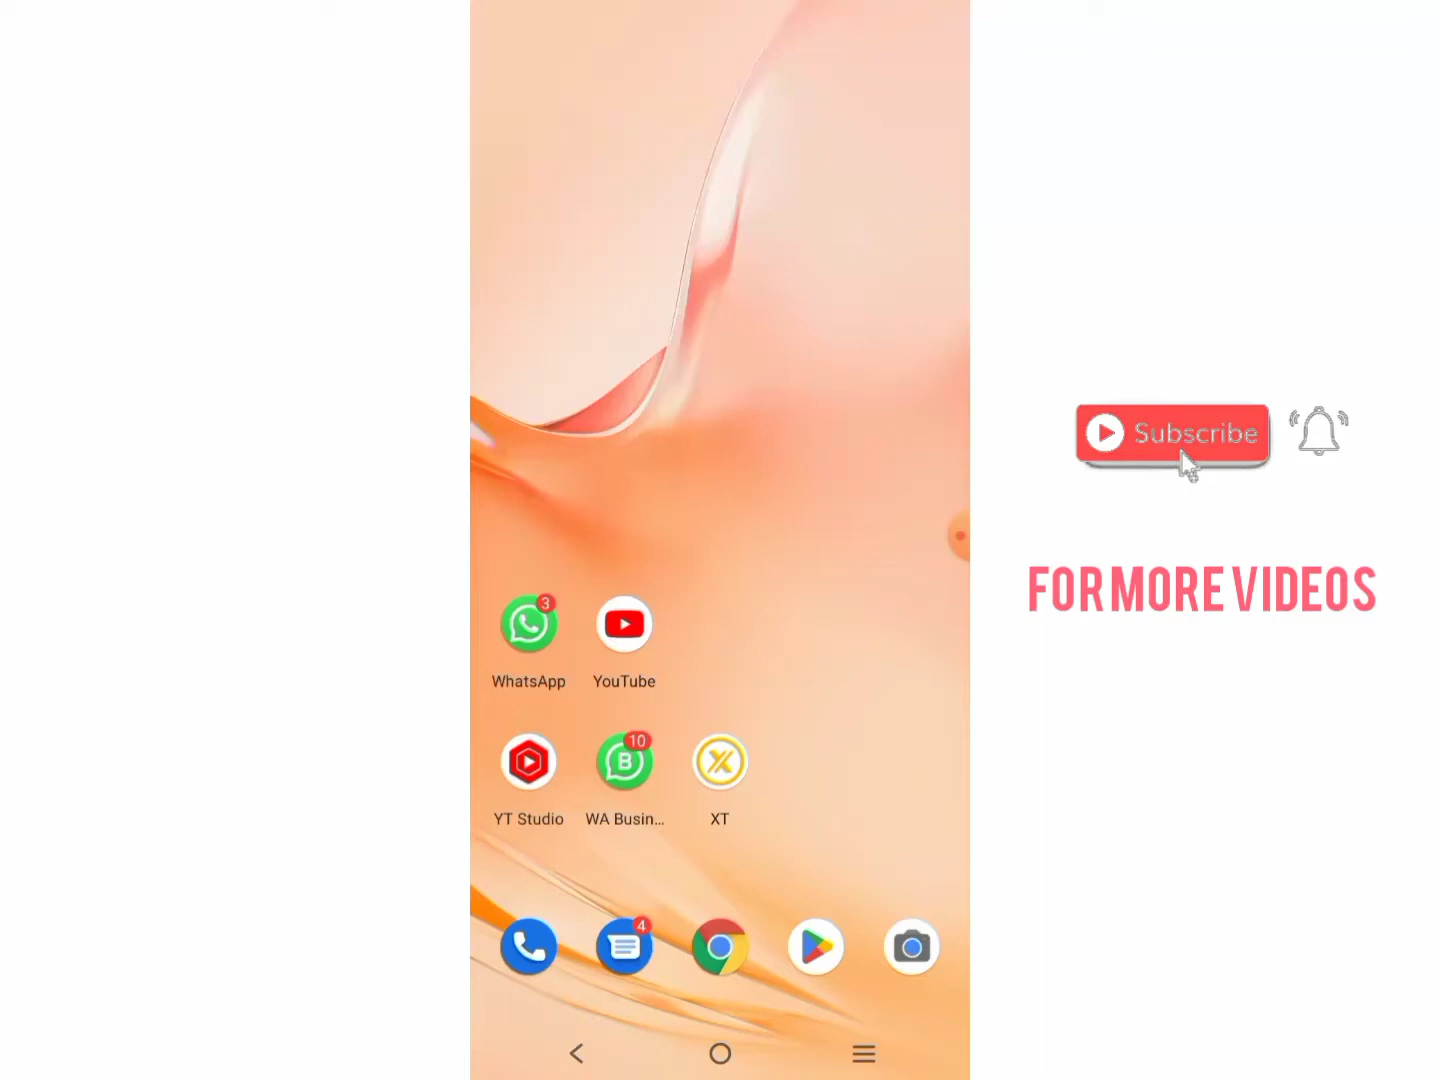 Subscribe
FOR MORE VIDEOS
3
WhatsApp
YouTube
10
B
YT Studio
WA Busin...
XT
4